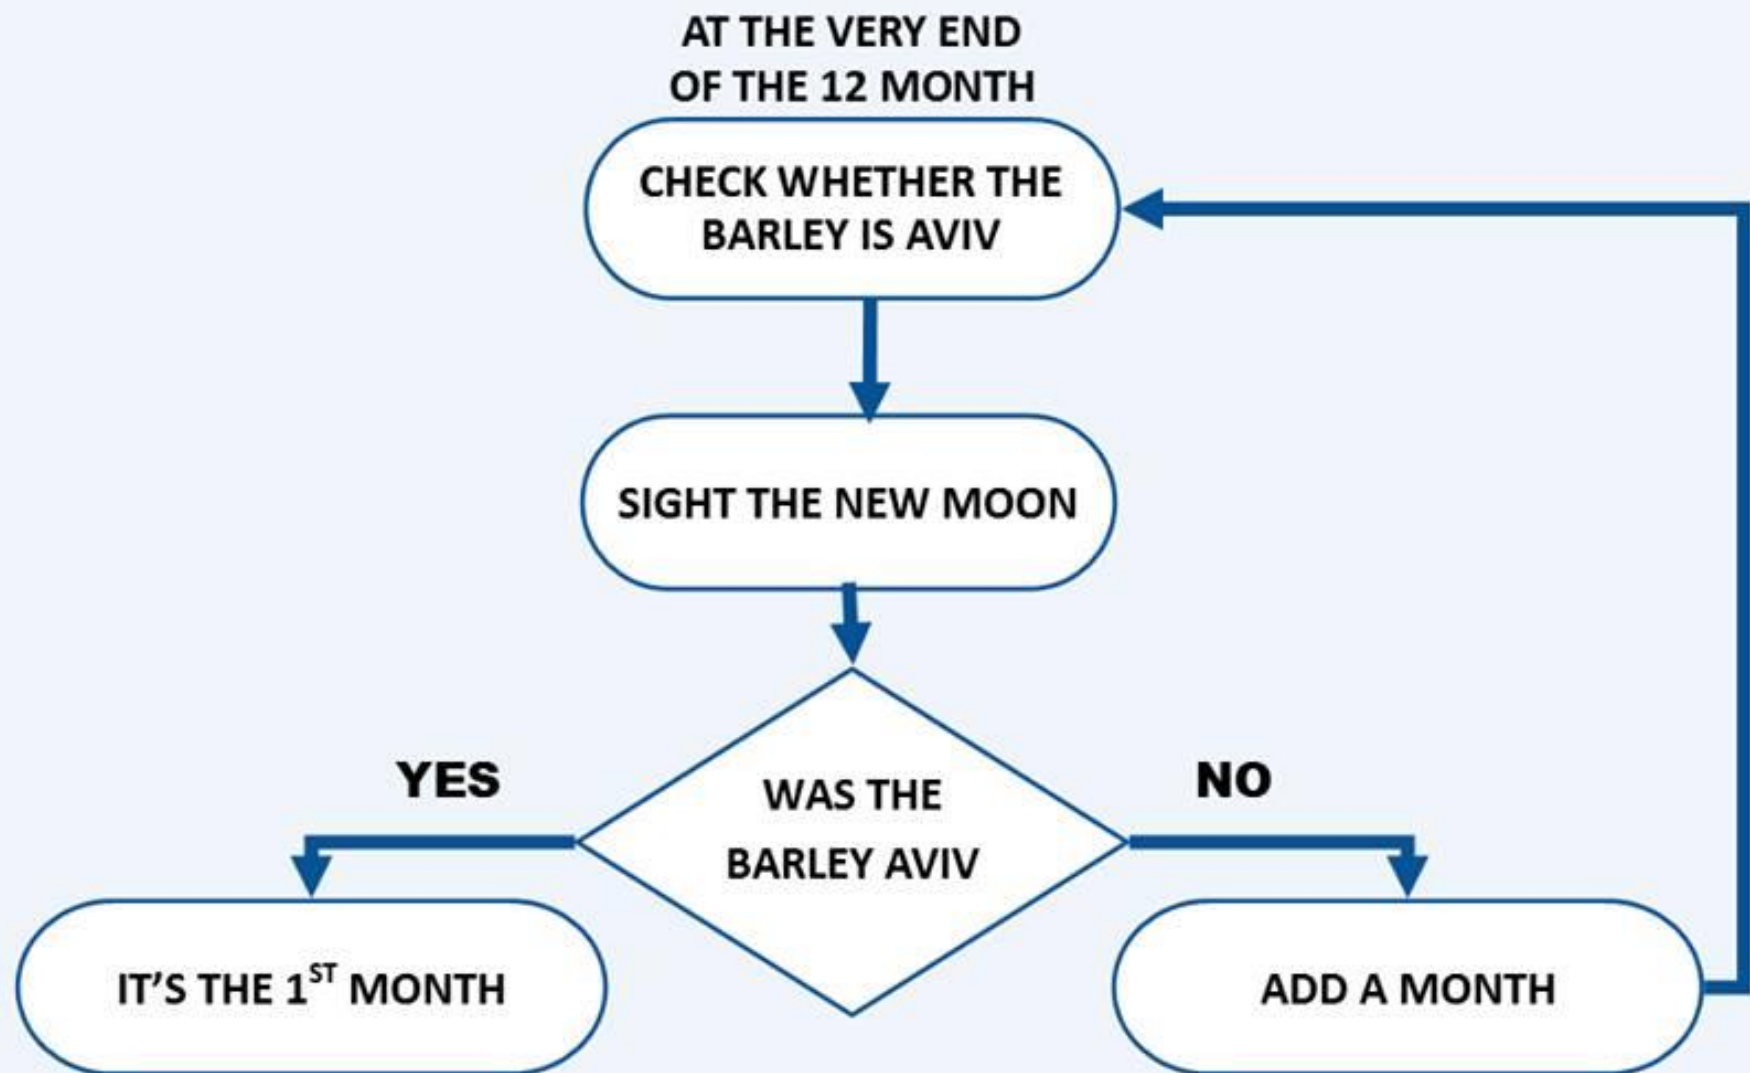 AT THE VERY END
OF THE 12 MONTH
CHECK WHETHER THE
BARLEY IS AVIV
SIGHT THE NEW MOON
WAS THE
BARLEY AVIV
YES
NO
IT'S THE 1ST MONTH
ADD A MONTH